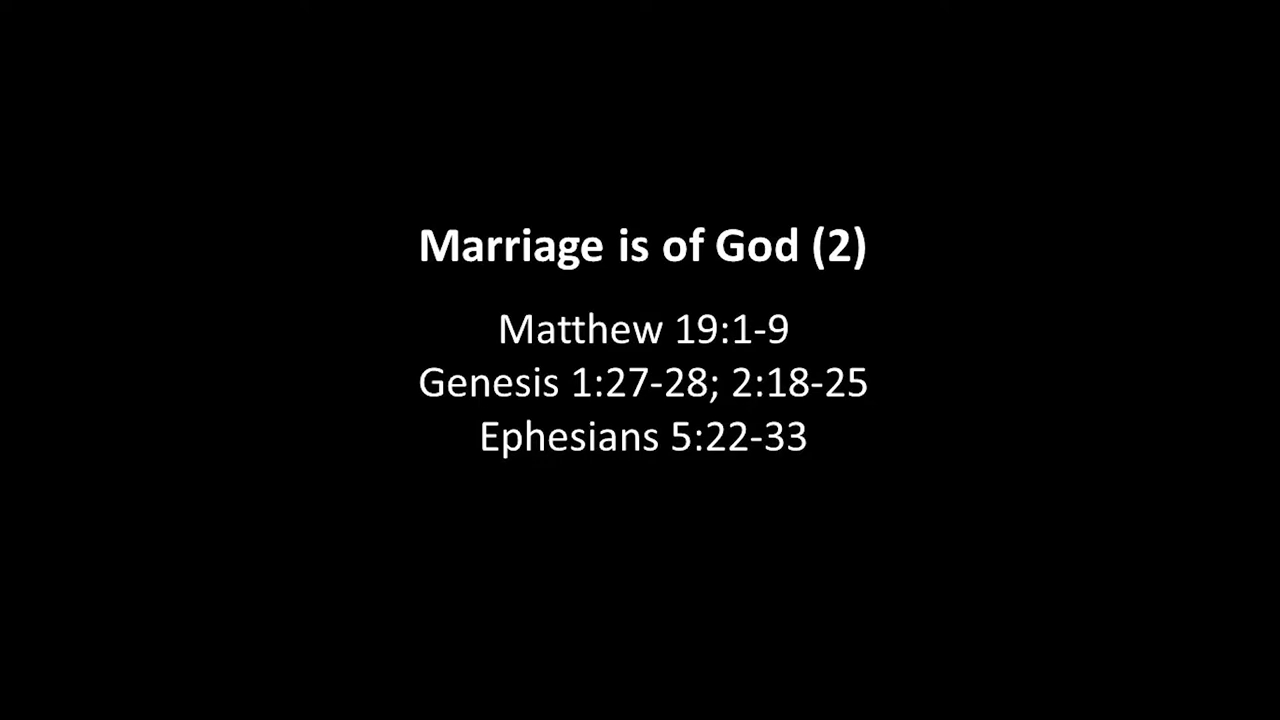 Marriage is of God (2)
Matthew 19:1-9
Genesis 1:27-28; 2:18-25
Ephesians 5:22-33